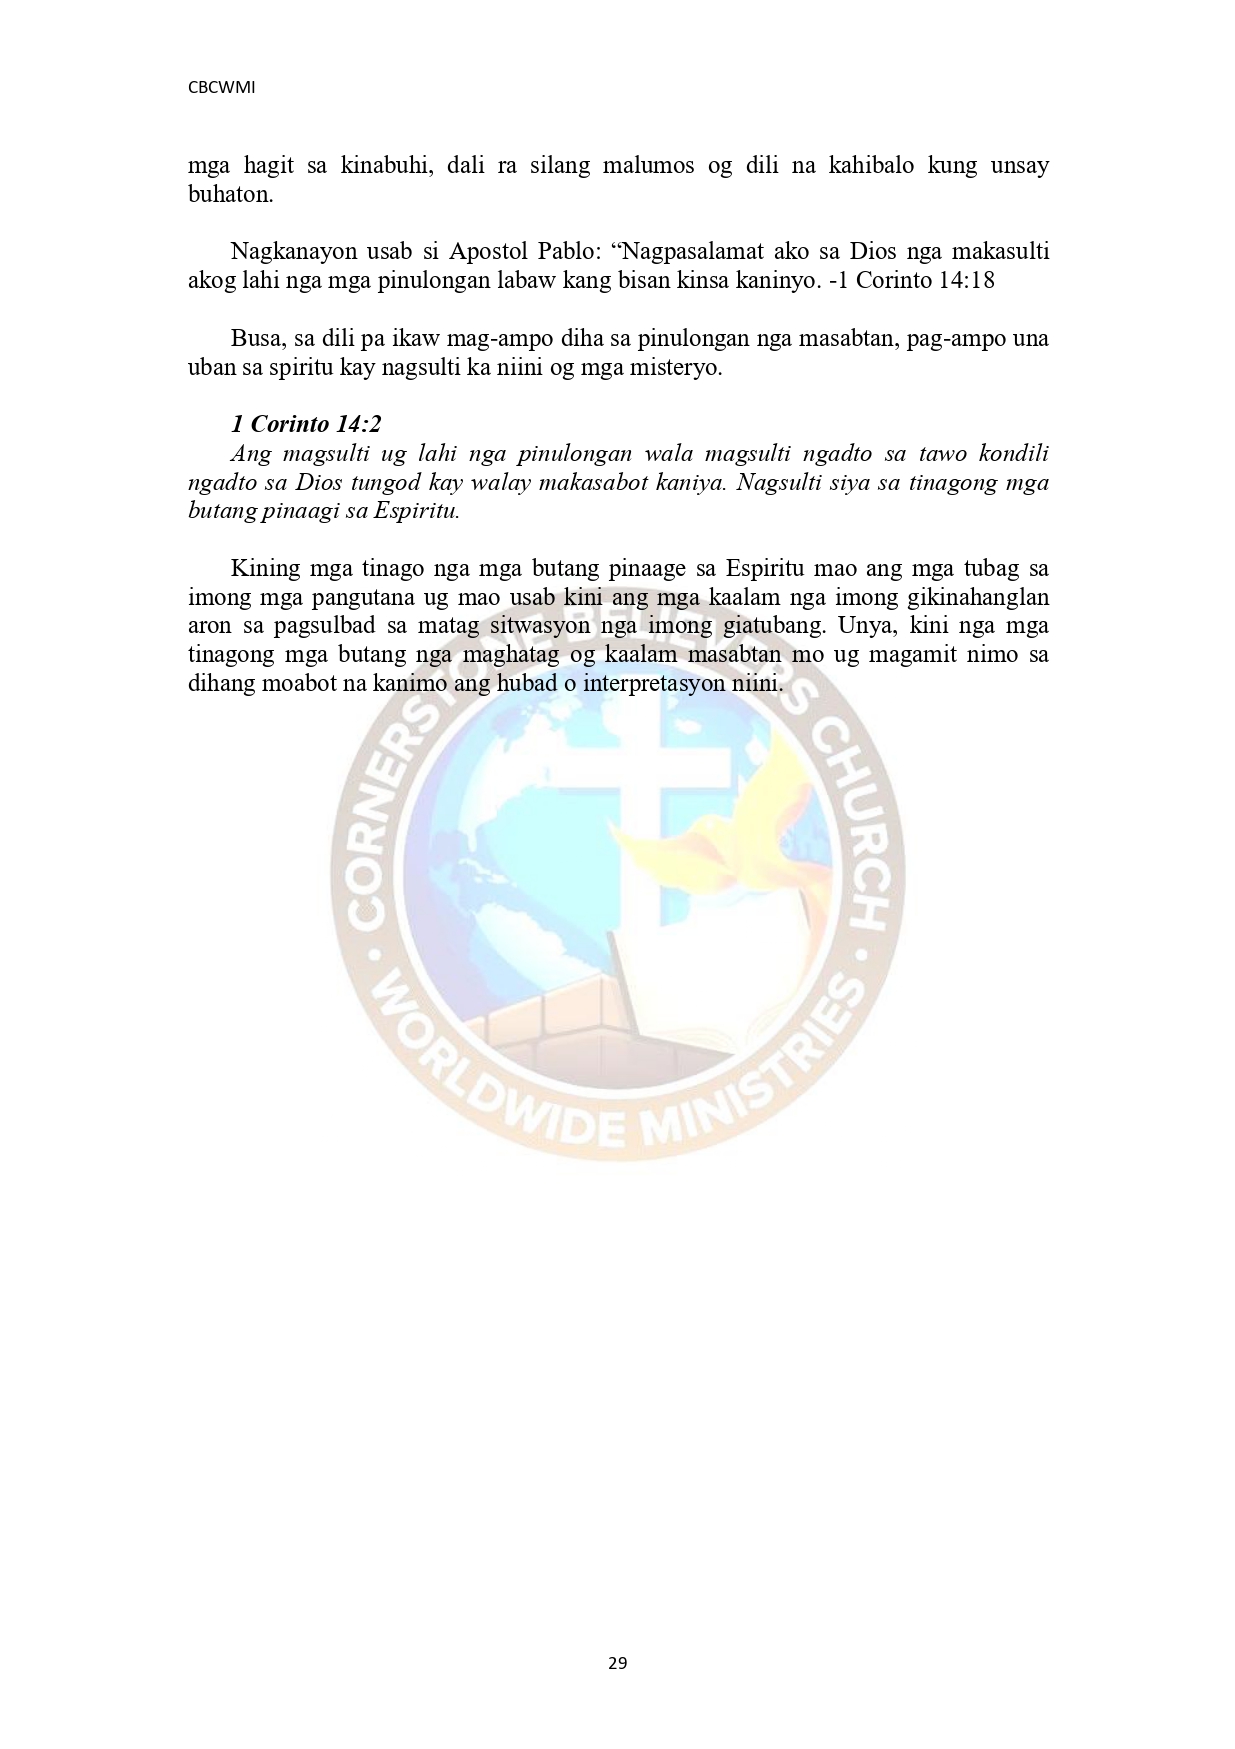 CBCWMI
mga hagit sa kinabuhi, dali ra silang malumos og dili na kahibalo kung unsay
buhaton.
Nagkanayon usab si Apostol Pablo: “Nagpasalamat ako sa Dios nga makasulti
akog lahi nga mga pinulongan labaw kang bisan kinsa kaninyo. -1 Corinto 14:18
Busa, sa dili pa ikaw mag-ampo diha sa pinulongan nga masabtan, pag-ampo una
uban sa spiritu kay nagsulti ka niini og mga misteryo.
1 Corinto 14:2
Ang magsulti ug lahi nga pinulongan wala magsulti ngadto sa tawo kondili
ngadto sa Dios tungod kay walay makasabot kaniya. Nagsulti siya sa tinagong mga
butang pinaagi sa Espiritu.
Kining mga tinago nga mga butang pinaage sa Espiritu mao ang mga tubag sa
imong mga pangutana ug mao usab kini ang mga kaalam nga imong gikinahanglan
aron sa pagsulbad sa matag sitwasyon nga imong giatubang. Unya, kini nga mga
tinagong mga butang nga maghatag og kaalam masabtan mo ug magamit nimo sa
dihang moabot na kanimo ang hubad o interpretasyon niini.
CORNERSTONE BELIEVERS CHURCH
• WORLDWIDE MINISTRIES •
29